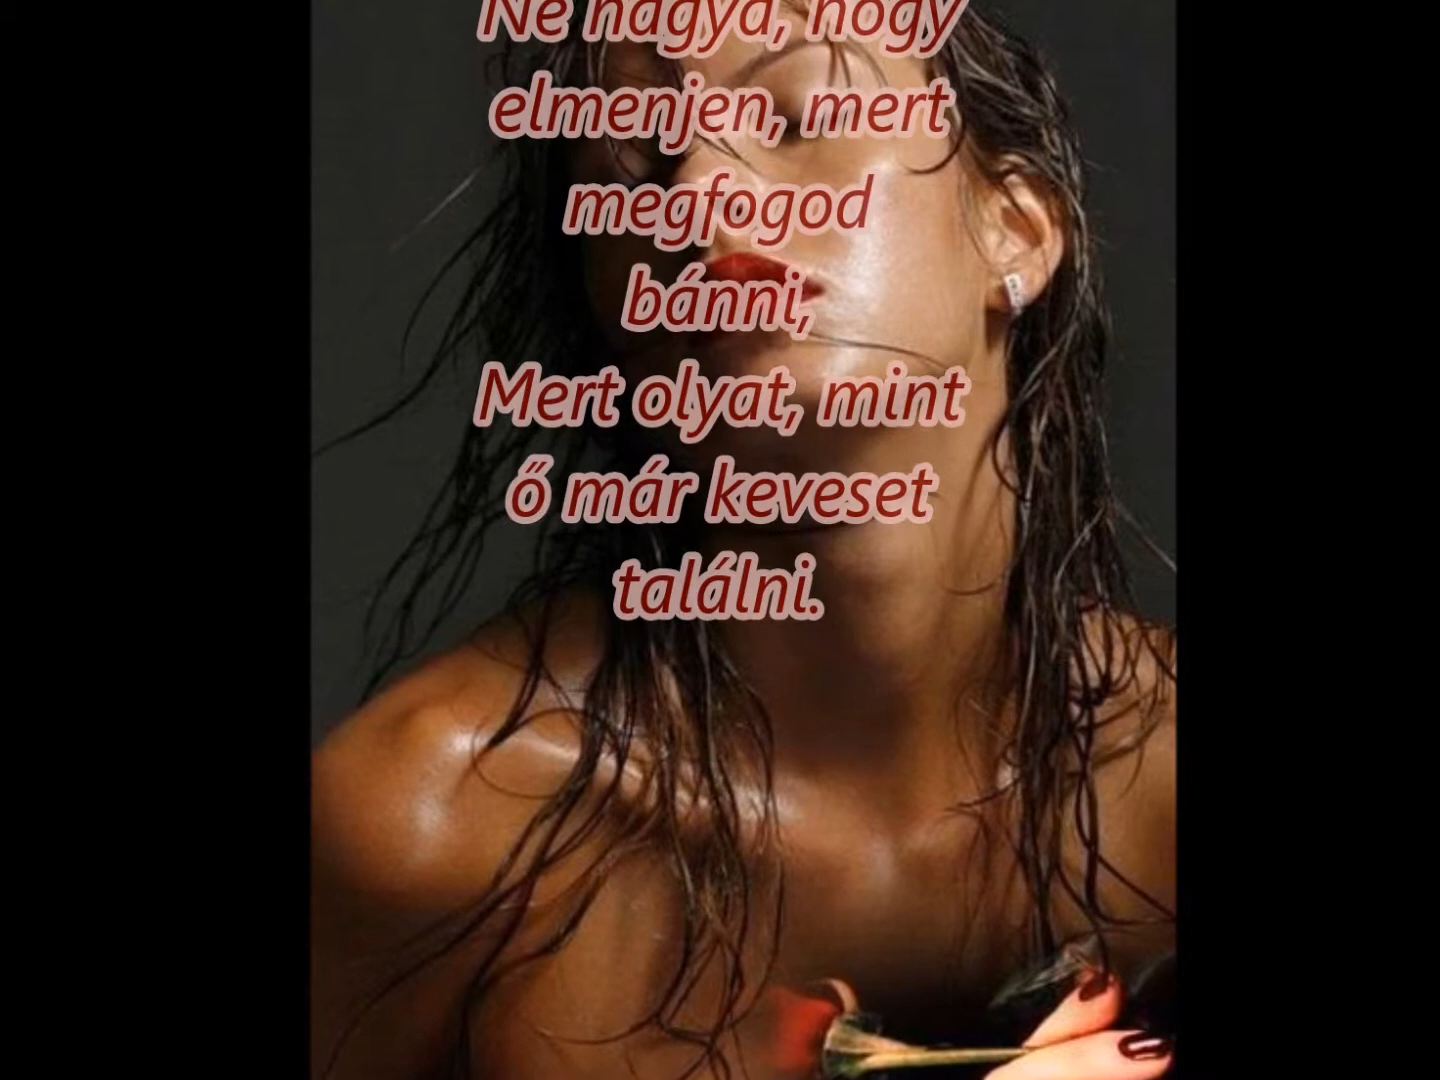 Ne hagyd, hogy
elmenjen, mert
megfogod
bánni,
Mert olyat, mint
ő már keveset
találni.